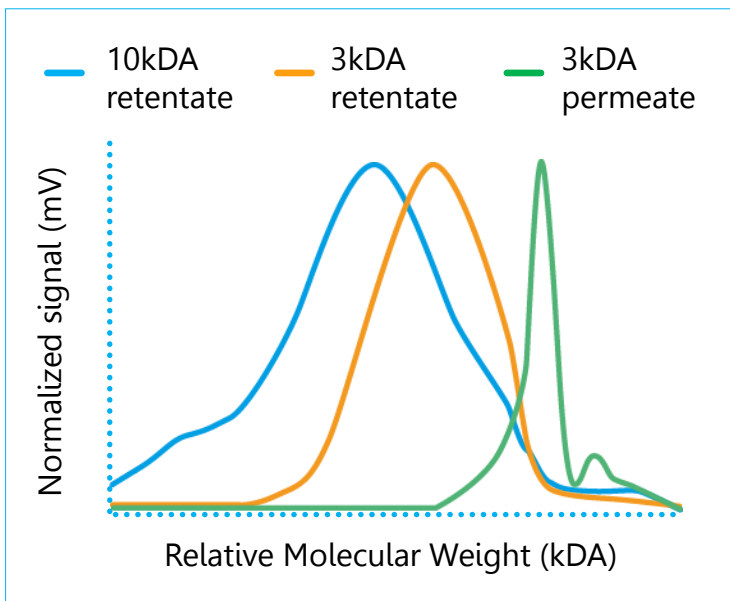 10kDA
retentate
3kDA
retentate
3kDA
permeate
Normalized signal (mV)
Relative Molecular Weight (kDA)